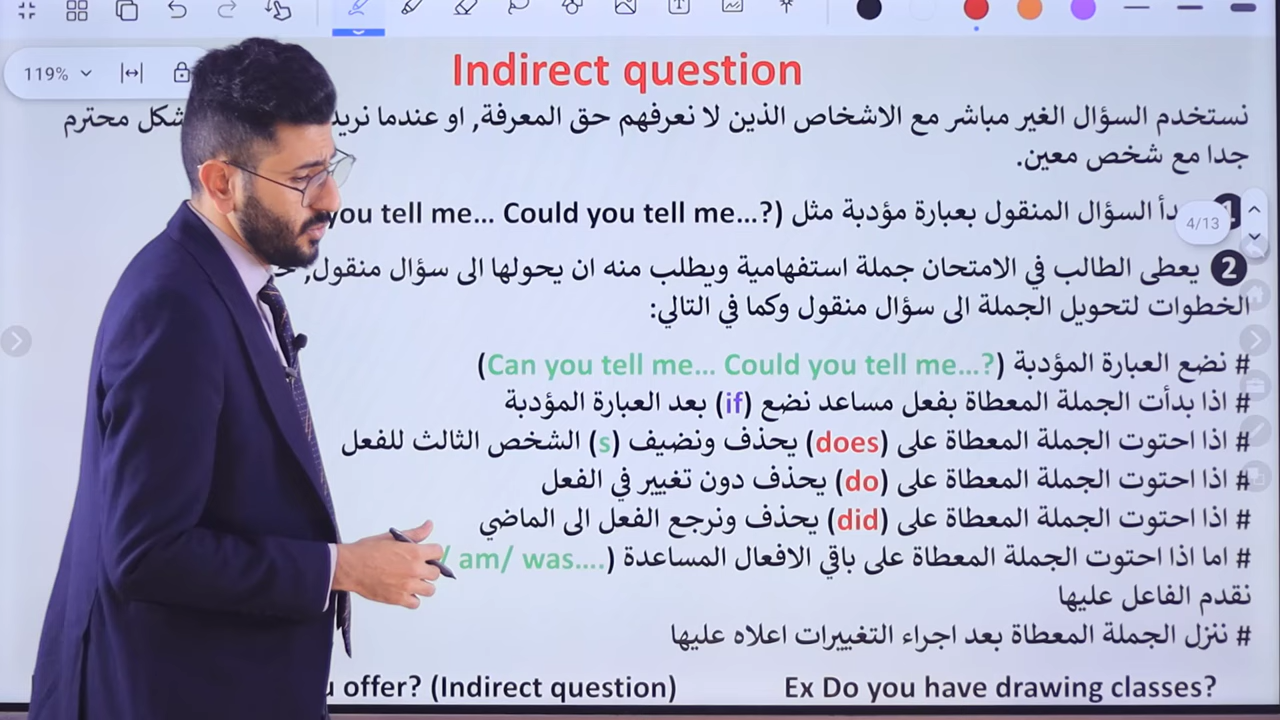 119%
Indirect question
نستخدم السؤال الغير مباشر مع الاشخاص الذين لا نعرفهم حق المعرفة, او عندما نريد شكل محترم
جدا مع شخص معين.
السؤال المنقول بعبارة مؤدبة مثل (you tell me... Could you tell me...?
4/13
2 يعطى الطالب في الامتحان جملة استفهامية ويطلب منه ان يحولها الى سؤال منقول,
الخطوات لتحويل الجملة الى سؤال منقول وكما في التالي:
# نضع العبارة المؤدبة (Can you tell me... Could you tell me...?)
# اذا بدأت الجملة المعطاة بفعل مساعد نضع (if) بعد العبارة المؤدبة
# اذا احتوت الجملة المعطاة على (does) يحذف ونضيف (s) الشخص الثالث للفعل
# اذا احتوت الجملة المعطاة على (do) يحذف دون تغيير في الفعل
# اذا احتوت الجملة المعطاة على (did) يحذف ونرجع الفعل الى الماضي
# اما اذا احتوت الجملة المعطاة على باقي الافعال المساعدة (/ am/ was....
نقدم الفاعل عليها
# ننزل الجملة المعطاة بعد اجراء التغييرات اعلاه عليها
offer? (Indirect question) Ex Do you have drawing classes?